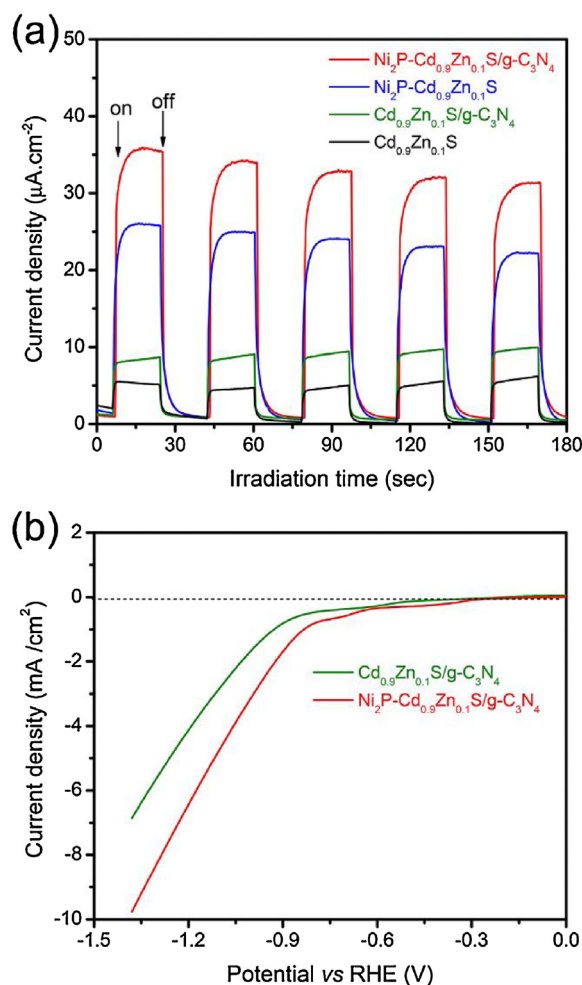 (a)
50
40
30
20
10
0
Current density (μA.cm⁻²)
on
off
Ni₂P-Cd₀.₉Zn₀.₁S/g-C₃N₄
Ni₂P-Cd₀.₉Zn₀.₁S
Cd₀.₉Zn₀.₁S/g-C₃N₄
Cd₀.₉Zn₀.₁S
0 30 60 90 120 150 180
Irradiation time (sec)
(b)
2
0
-2
-4
-6
-8
-10
Current density (mA /cm²)
Cd₀.₉Zn₀.₁S/g-C₃N₄
Ni₂P-Cd₀.₉Zn₀.₁S/g-C₃N₄
-1.5 -1.2 -0.9 -0.6 -0.3 0.0
Potential vs RHE (V)